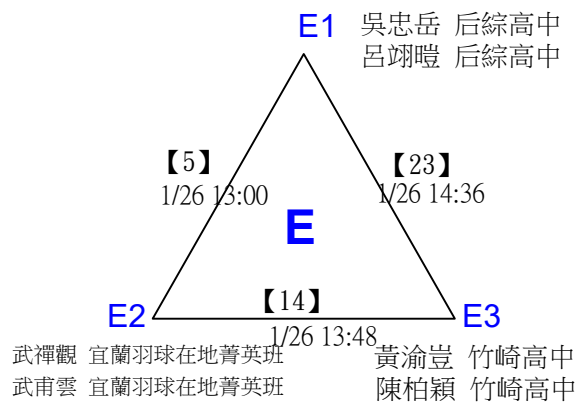 E1
吳忠岳 后綜高中
呂翊暟 后綜高中
【5】
1/26 13:00
【23】
1/26 14:36
E
【14】
1/26 13:48
E2
武禪觀 宜蘭羽球在地菁英班
武甫雲 宜蘭羽球在地菁英班
E3
黃渝豈 竹崎高中
陳柏穎 竹崎高中